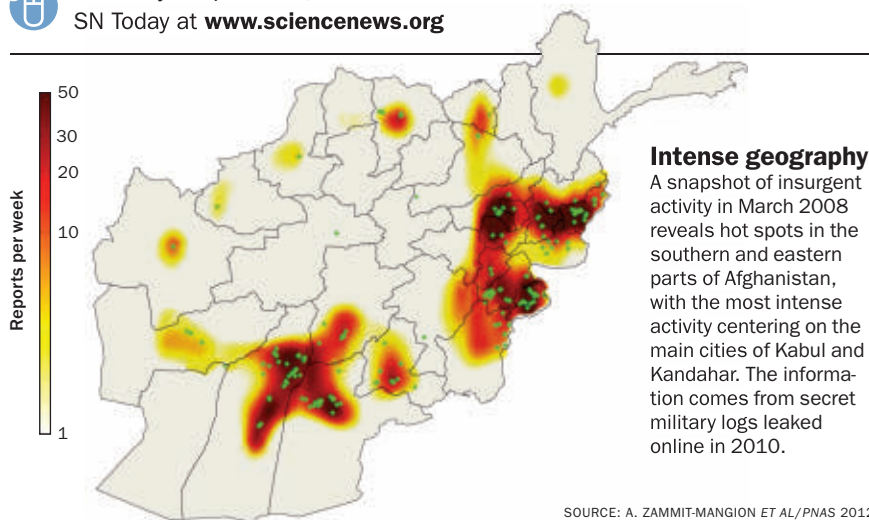 SN Today at www.sciencenews.org
50
30
20
10
1
Reports per week
Intense geography
A snapshot of insurgent
activity in March 2008
reveals hot spots in the
southern and eastern
parts of Afghanistan,
with the most intense
activity centering on the
main cities of Kabul and
Kandahar. The informa-
tion comes from secret
military logs leaked
online in 2010.
SOURCE: A. ZAMMIT-MANGION ET AL/PNAS 2012